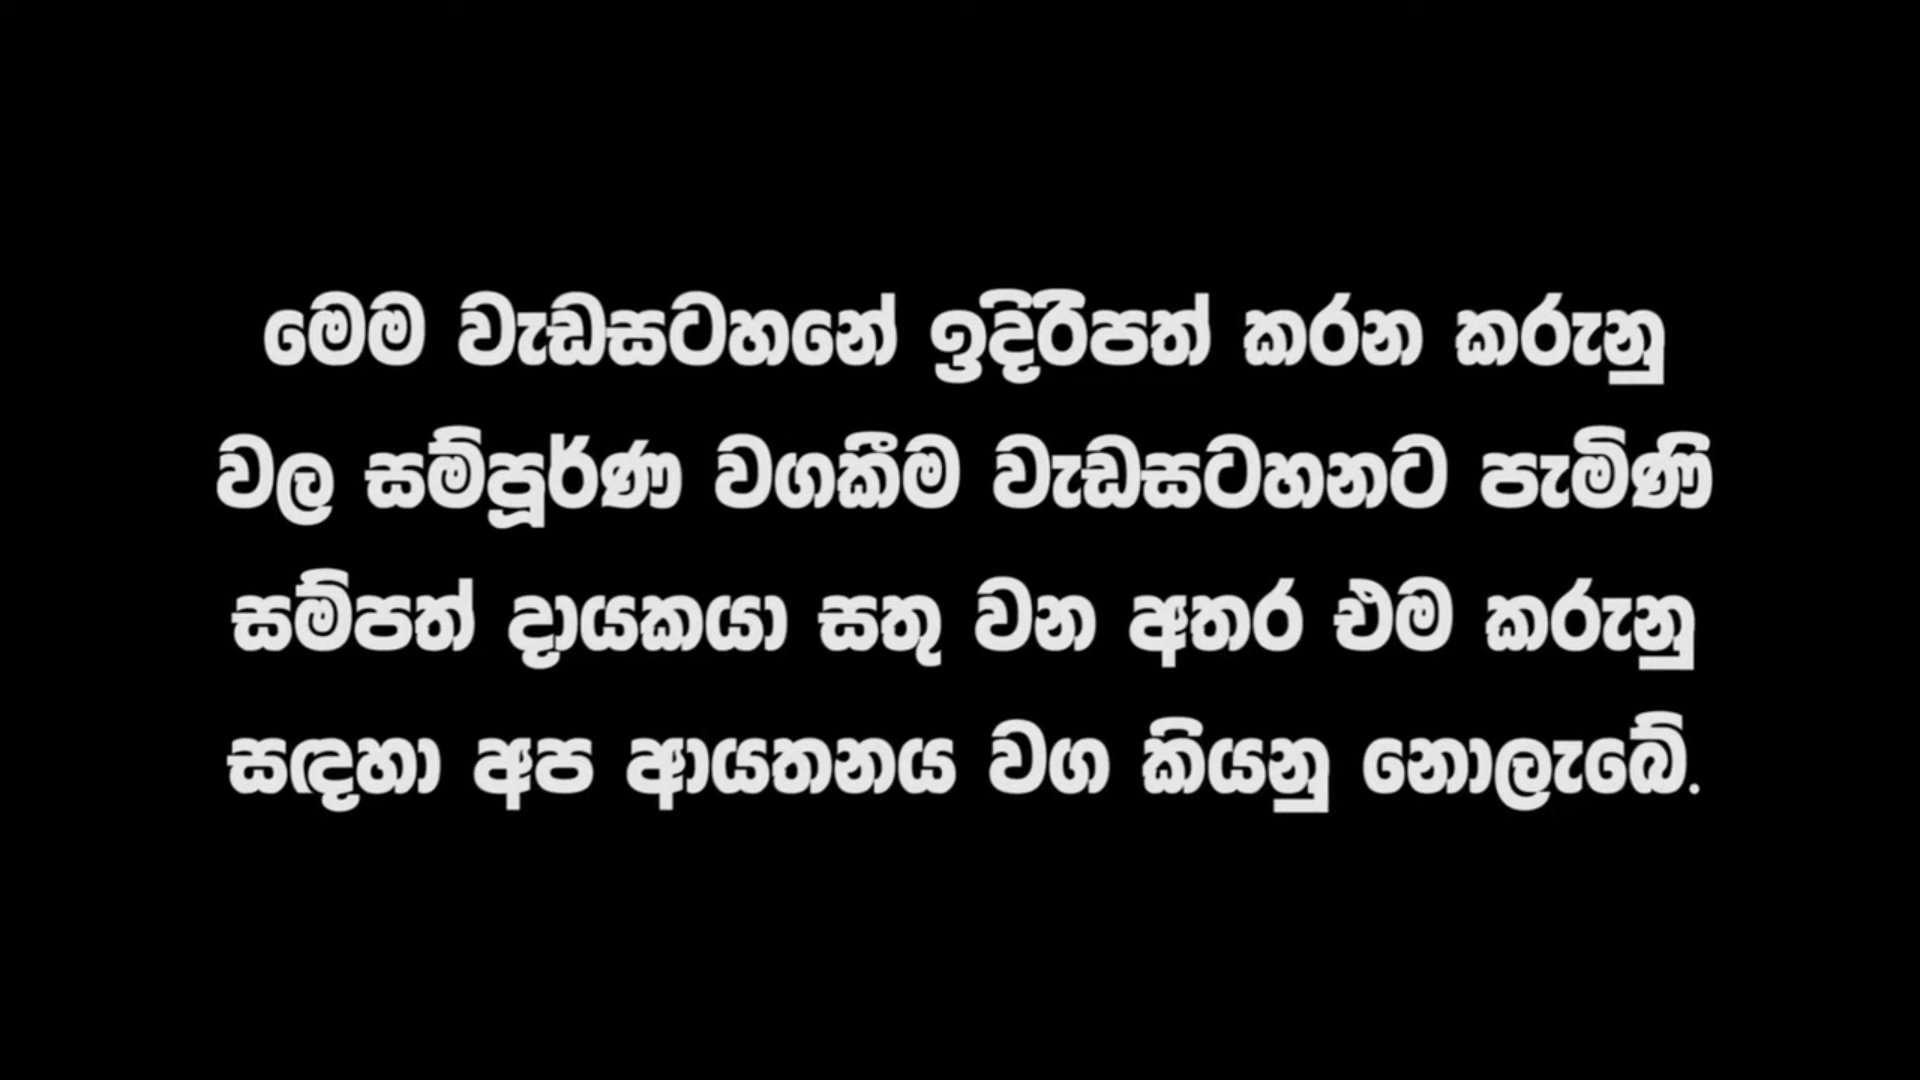 මෙම වැඩසටහනේ ඉදිරිපත් කරන කරුනු
වල සම්පූර්ණ වගකීම වැඩසටහනට පැමිණි
සම්පත් දායකයා සතු වන අතර එම කරුනු
සඳහා අප ආයතනය වග කියනු නොලැබේ.